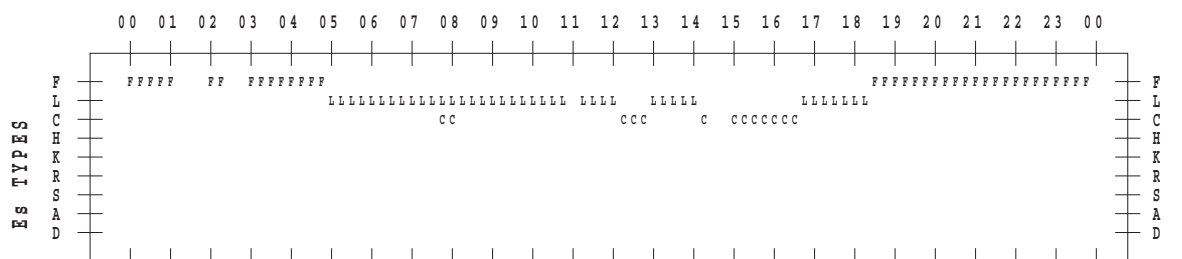 00 01 02 03 04 05 06 07 08 09 10 11 12 13 14 15 16 17 18 19 20 21 22 23 00
Es TYPES
F FFFFF FF FFFFFFFF FFFFFFFFFFFFFFFFFFFFFF F
L LLLLLLLLLLLLLLLLLLLLLLLL LLLL LLLLL LLLLLLL L
C CC CCC C CCCCCCC C
H H
K K
R R
S S
A A
D D